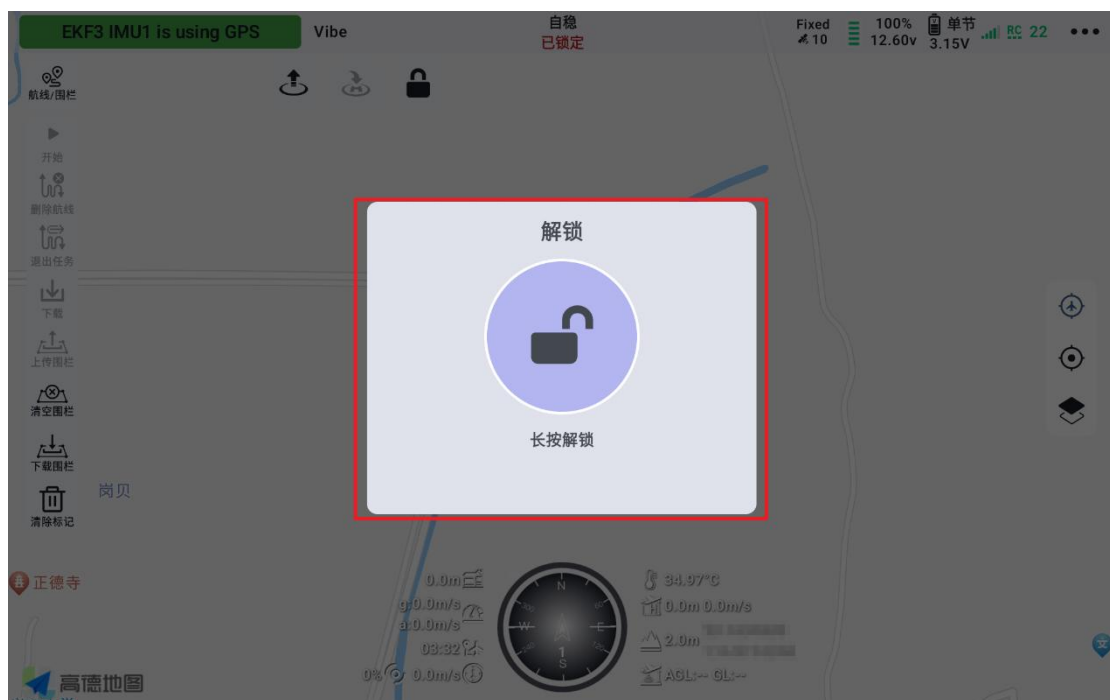 EKF3 IMU1 is using GPS
Vibe
自稳
已锁定
Fixed
10
100%
12.60v
单节
3.15V
RC 22
航线/围栏
开始
删除航线
退出任务
下载
上传围栏
清空围栏
下载围栏
清除标记
解锁
长按解锁
岗贝
正德寺
0.0m
g:0.0m/s
a:0.0m/s
03:32
0%
0.0m/s
N
W
E
S
1
34.97°C
0.0m 0.0m/s
2.0m
AGL:-- GL:--
高德地图
文